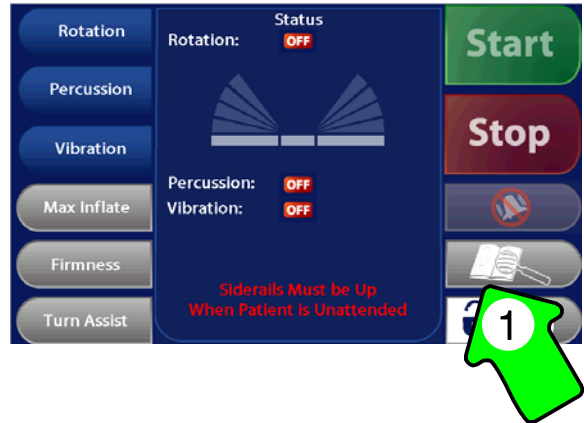 Rotation
Percussion
Vibration
Max Inflate
Firmness
Turn Assist
Status
Rotation: OFF
Percussion: OFF
Vibration: OFF
Siderails Must be Up
When Patient is Unattended
Start
Stop
1